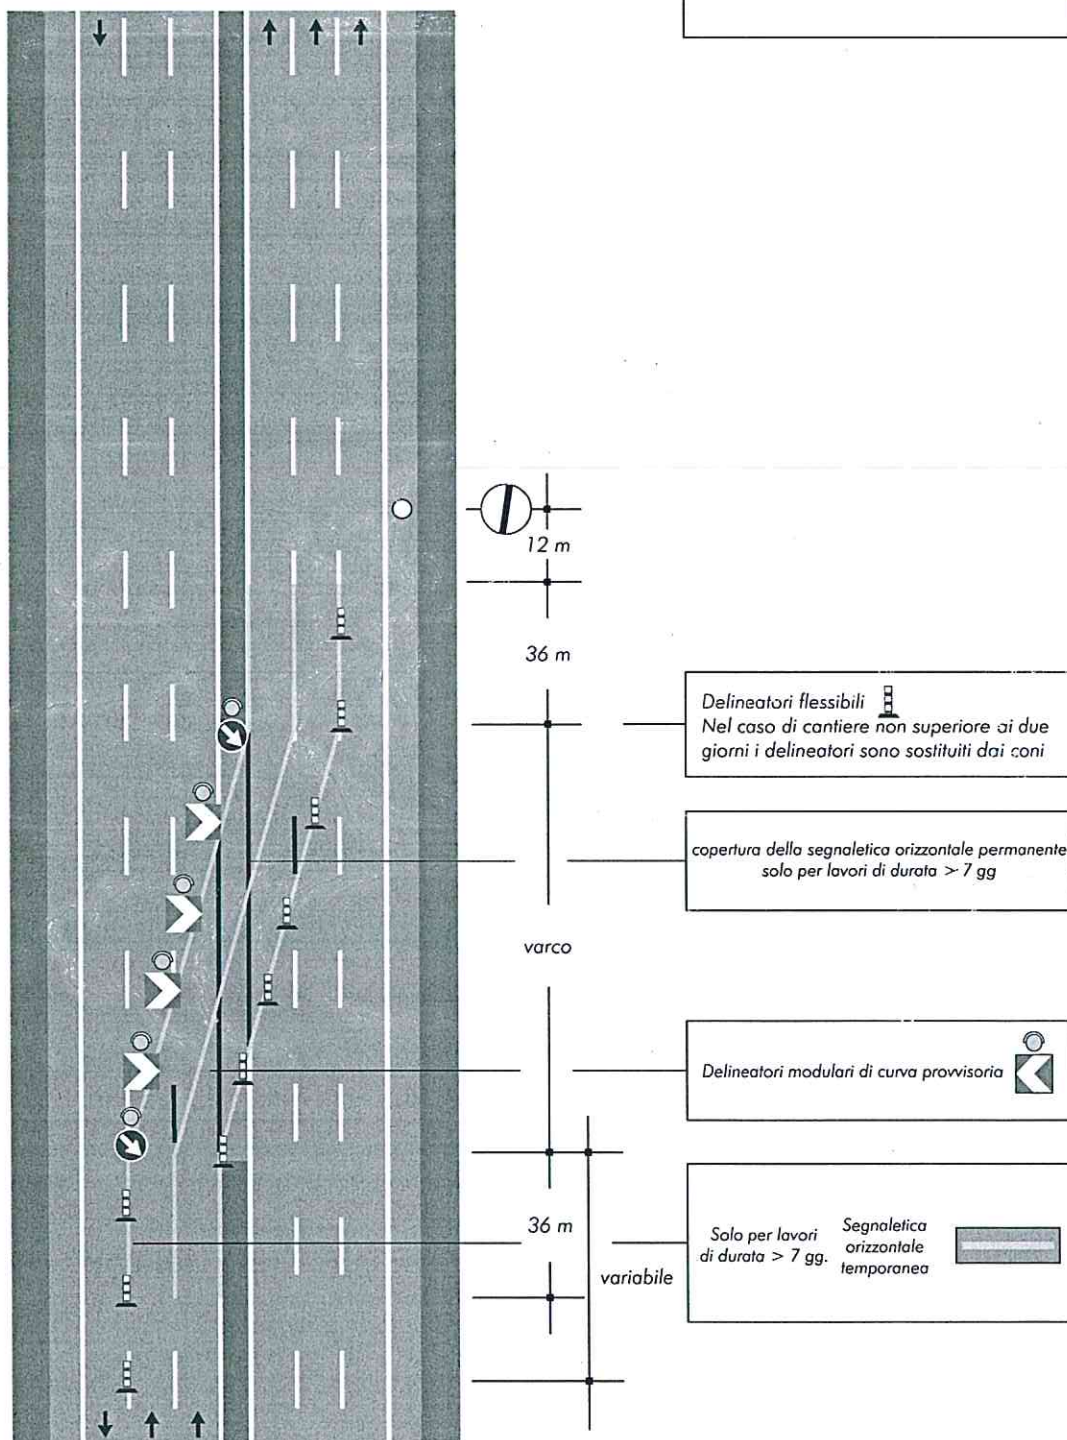 12 m
36 m
Delineatori flessibili
Nel caso di cantiere non superiore ai due
giorni i delineatori sono sostituiti dai coni
copertura della segnaletica orizzontale permanente
solo per lavori di durata > 7 gg
varco
Delineatori modulari di curva provvisoria
36 m
variabile
Solo per lavori
di durata > 7 gg.
Segnaletica
orizzontale
temporanea